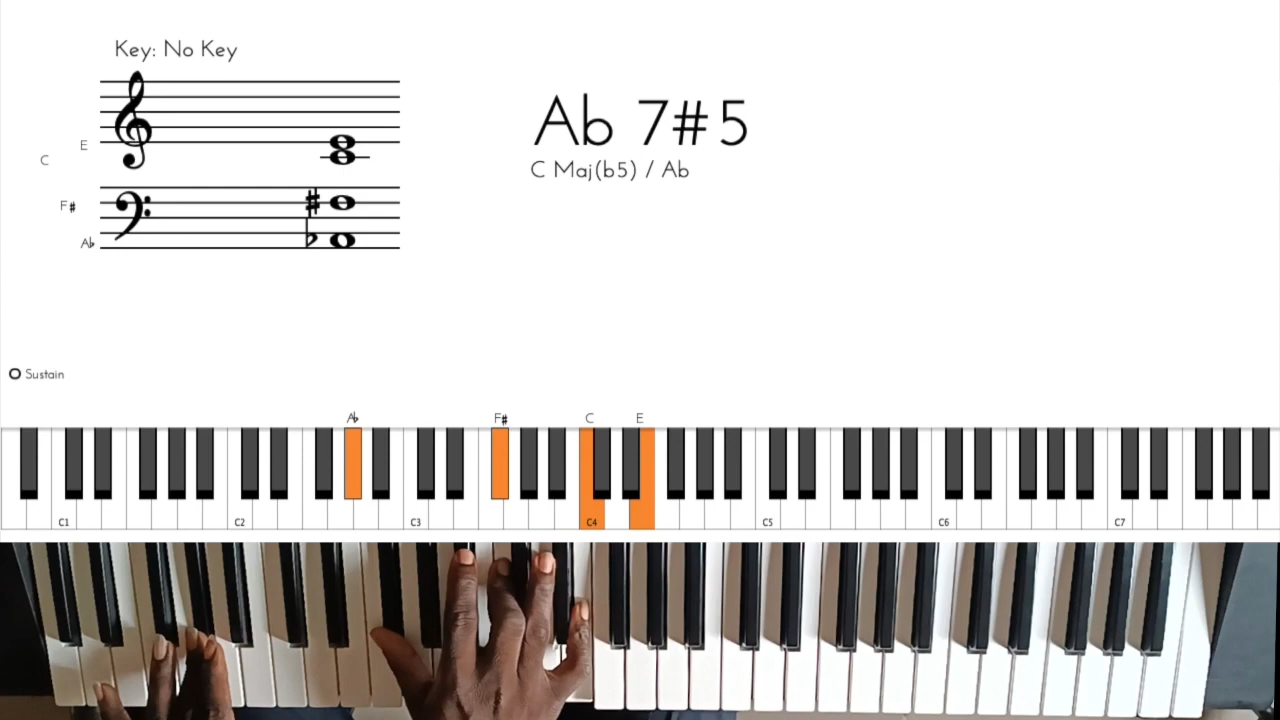 Key: No Key
E
C
F#
Ab
Ab 7#5
C Maj(b5) / Ab
Sustain
Ab F# C E
C1 C2 C3 C4 C5 C6 C7